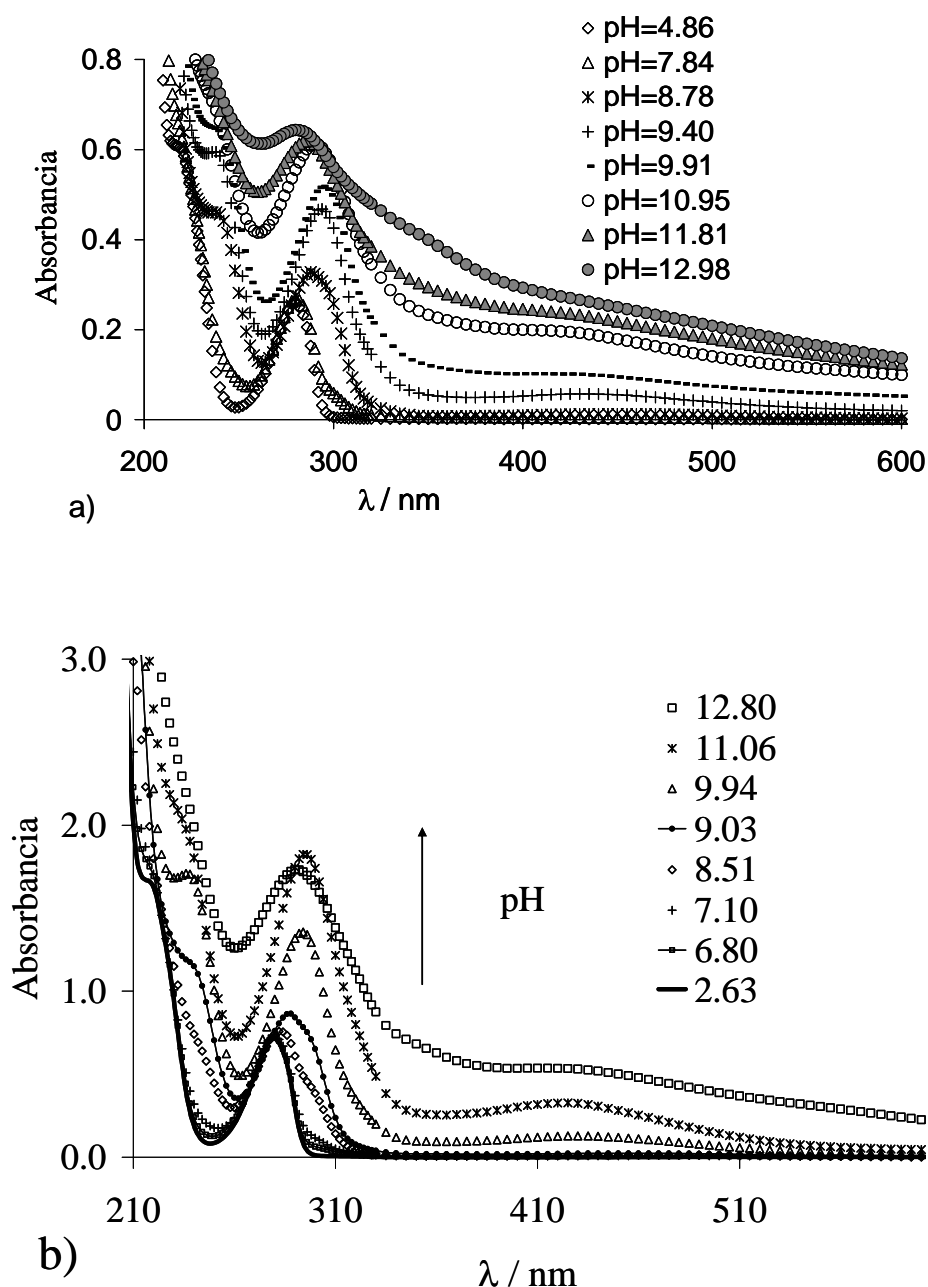 pH=4.86
pH=7.84
pH=8.78
pH=9.40
pH=9.91
pH=10.95
pH=11.81
pH=12.98
Absorbancia
0.8
0.6
0.4
0.2
0
200 300 400 500 600
λ / nm
a)
Absorbancia
3.0
2.0
1.0
0.0
12.80
11.06
9.94
9.03
8.51
7.10
6.80
2.63
pH
210 310 410 510
λ / nm
b)